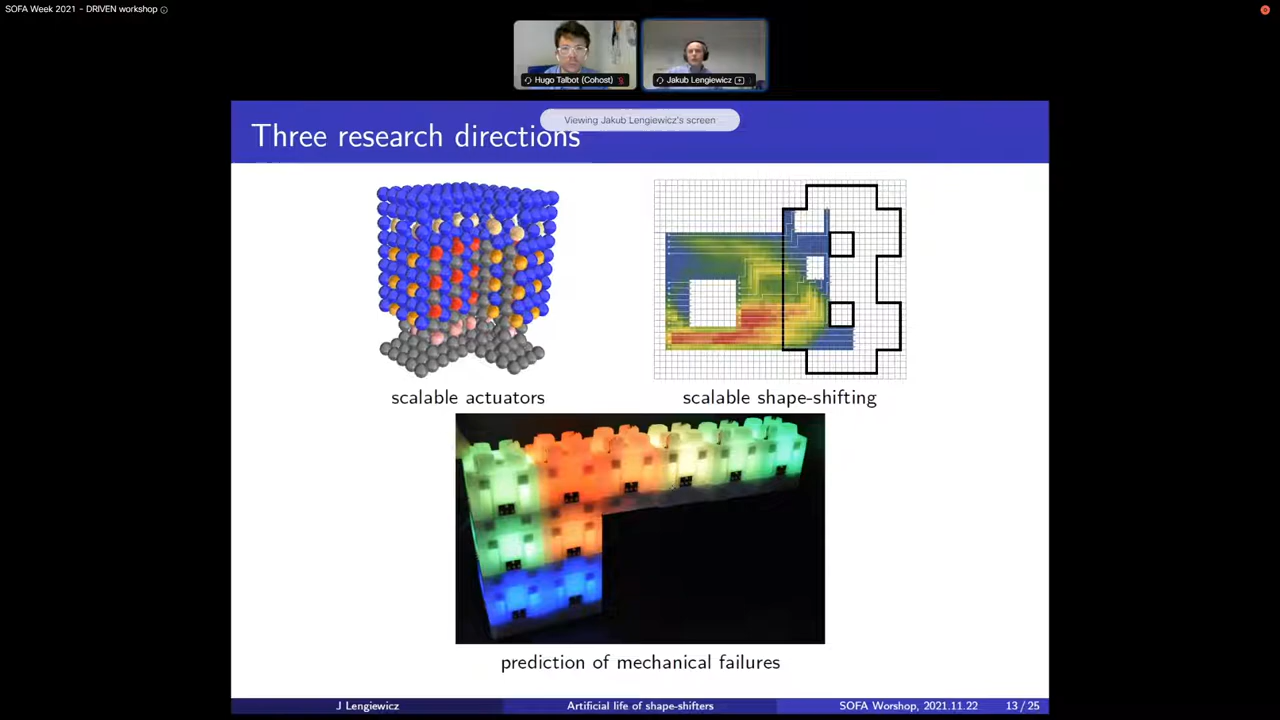 SOFA Week 2021 - DRIVEN workshop
Hugo Talbot (Cohost)
Jakub Lengiewicz
Viewing Jakub Lengiewicz's screen
Three research directions
scalable actuators
scalable shape-shifting
prediction of mechanical failures
J Lengiewicz
Artificial life of shape-shifters
SOFA Worshop, 2021.11.22
13 / 25